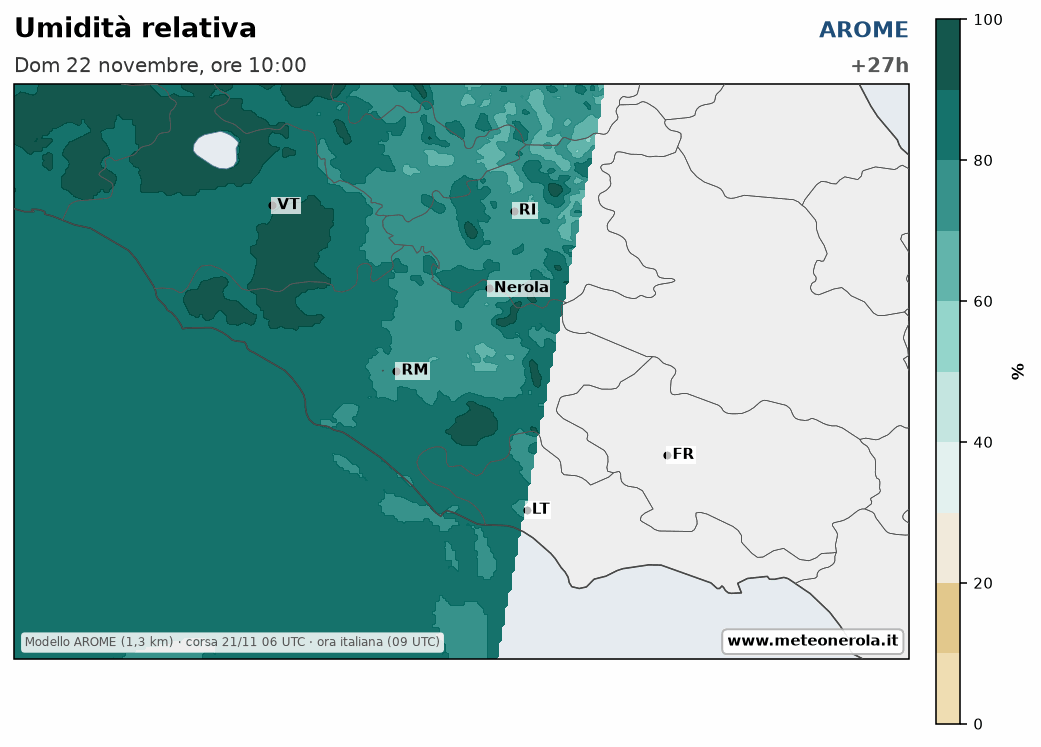 Umidità relativa
AROME
Dom 22 novembre, ore 10:00
+27h
100
80
60
40
20
0
%
VT
RI
Nerola
RM
FR
LT
Modello AROME (1,3 km) · corsa 21/11 06 UTC · ora italiana (09 UTC)
www.meteonerola.it